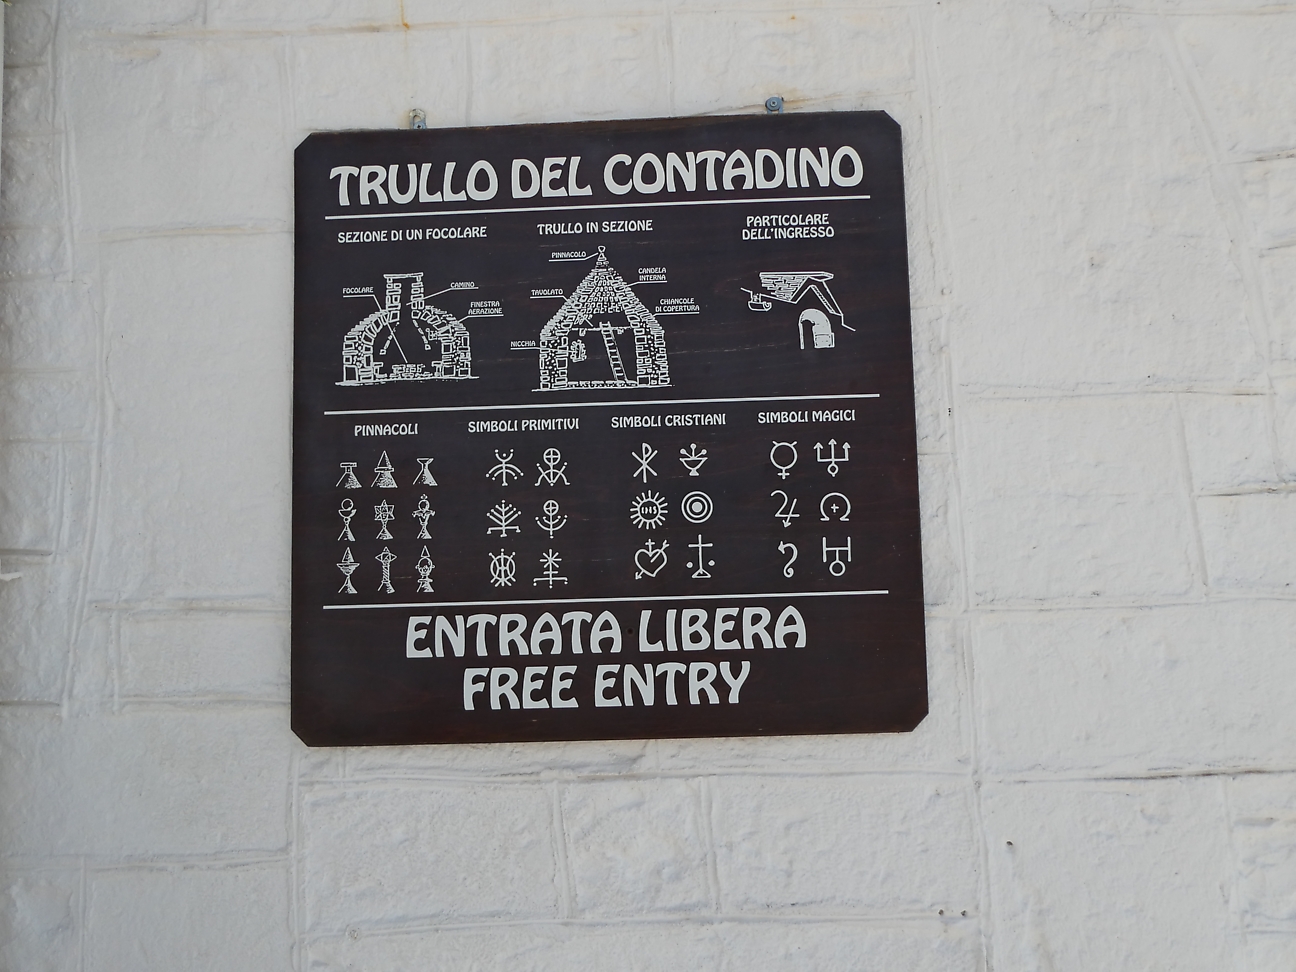 TRULLO DEL CONTADINO
SEZIONE DI UN FOCOLARE
TRULLO IN SEZIONE
PARTICOLARE
DELL'INGRESSO
FOCOLARE
CAMINO
FINESTRA
AERAZIONE
PINNACOLO
CANDELA
INTERNA
TAVOLATO
CHIANCOLE
DI COPERTURA
NICCHIA
PINNACOLI
SIMBOLI PRIMITIVI
SIMBOLI CRISTIANI
SIMBOLI MAGICI
IHS
ENTRATA LIBERA
FREE ENTRY